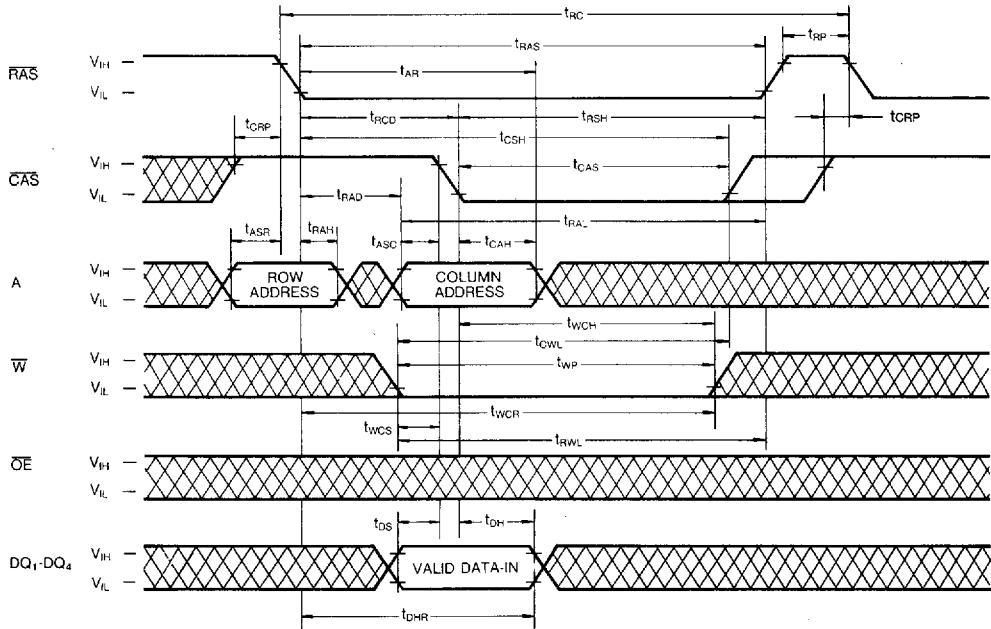 tRC
tRP
tRAS
RAS
VIH
VIL
tAR
tCRP
tRCD
tRSH
tCRP
tCSH
CAS
VIH
VIL
tCAS
tRAD
tRAL
tASR
tRAH
tASC
tCAH
A
VIH
VIL
ROW
ADDRESS
COLUMN
ADDRESS
tWCH
tCWL
W
VIH
VIL
tWP
tWCR
tWCS
tRWL
OE
VIH
VIL
tDS
tDH
DQ1-DQ4
VIH
VIL
VALID DATA-IN
tDHR